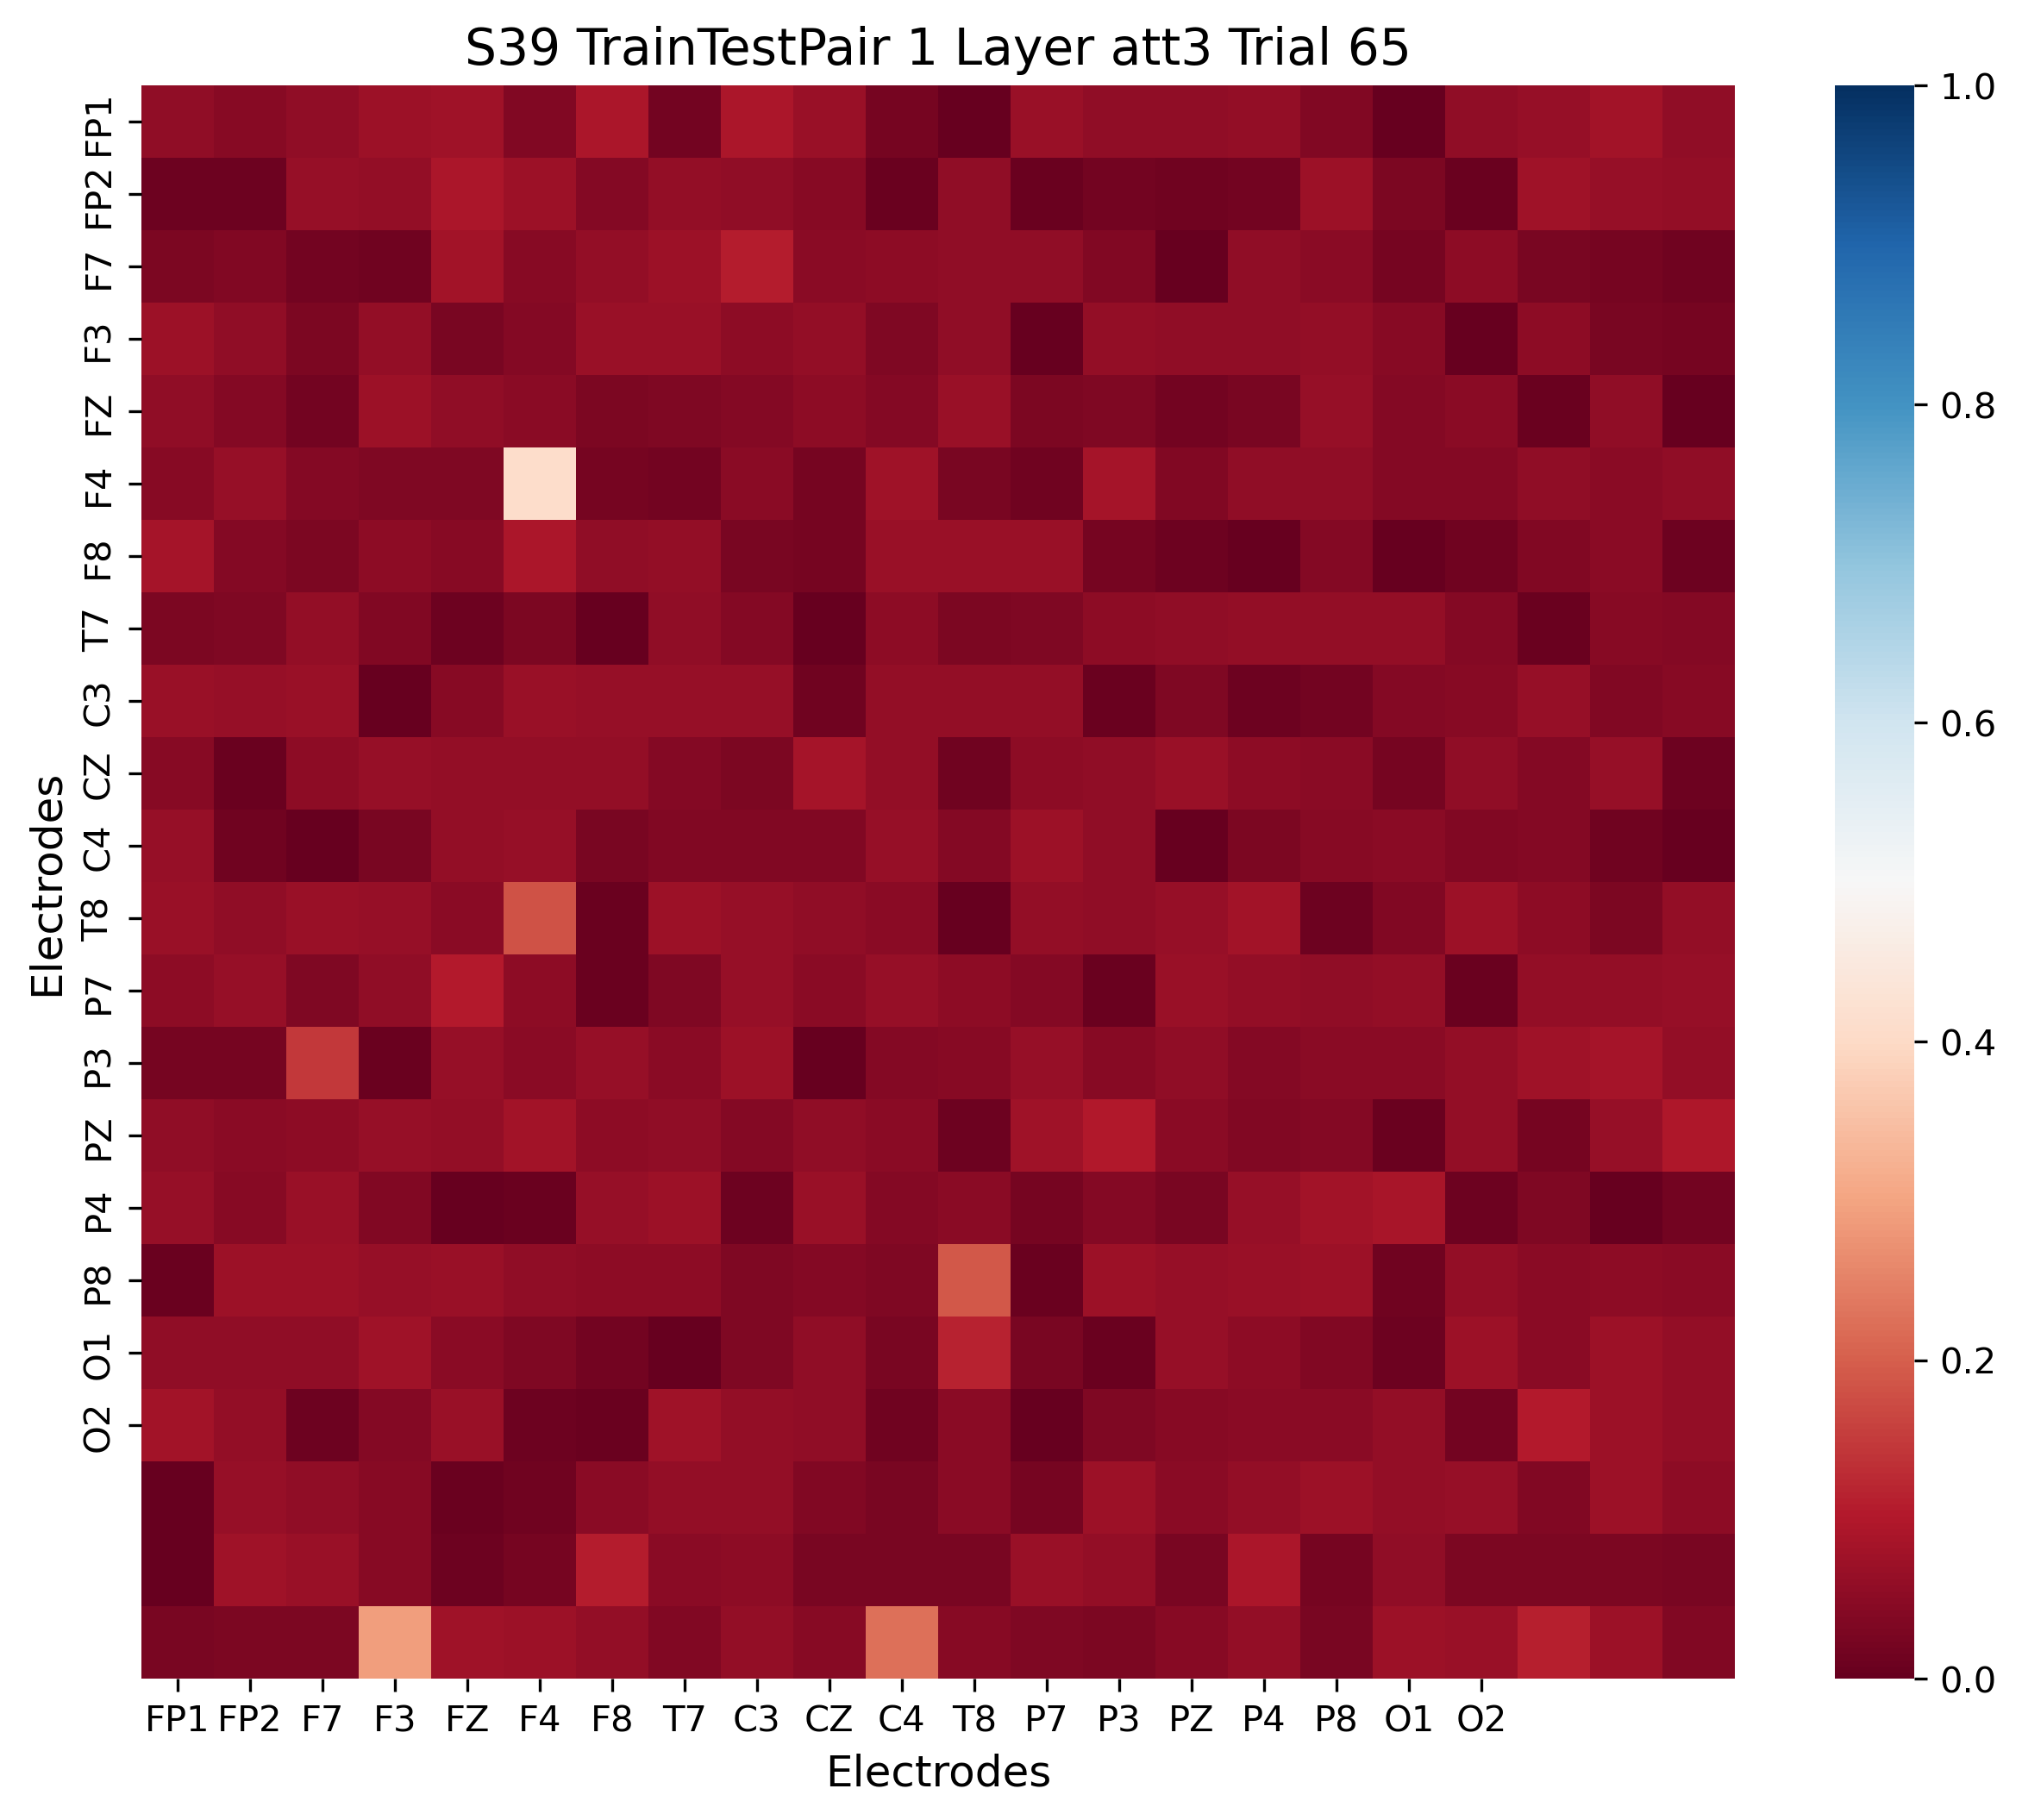 S39 TrainTestPair 1 Layer att3 Trial 65
Electrodes
FP1
FP2
F7
F3
FZ
F4
F8
T7
C3
CZ
C4
T8
P7
P3
PZ
P4
P8
O1
O2
FP1 FP2 F7 F3 FZ F4 F8 T7 C3 CZ C4 T8 P7 P3 PZ P4 P8 O1 O2
Electrodes
1.0
0.8
0.6
0.4
0.2
0.0